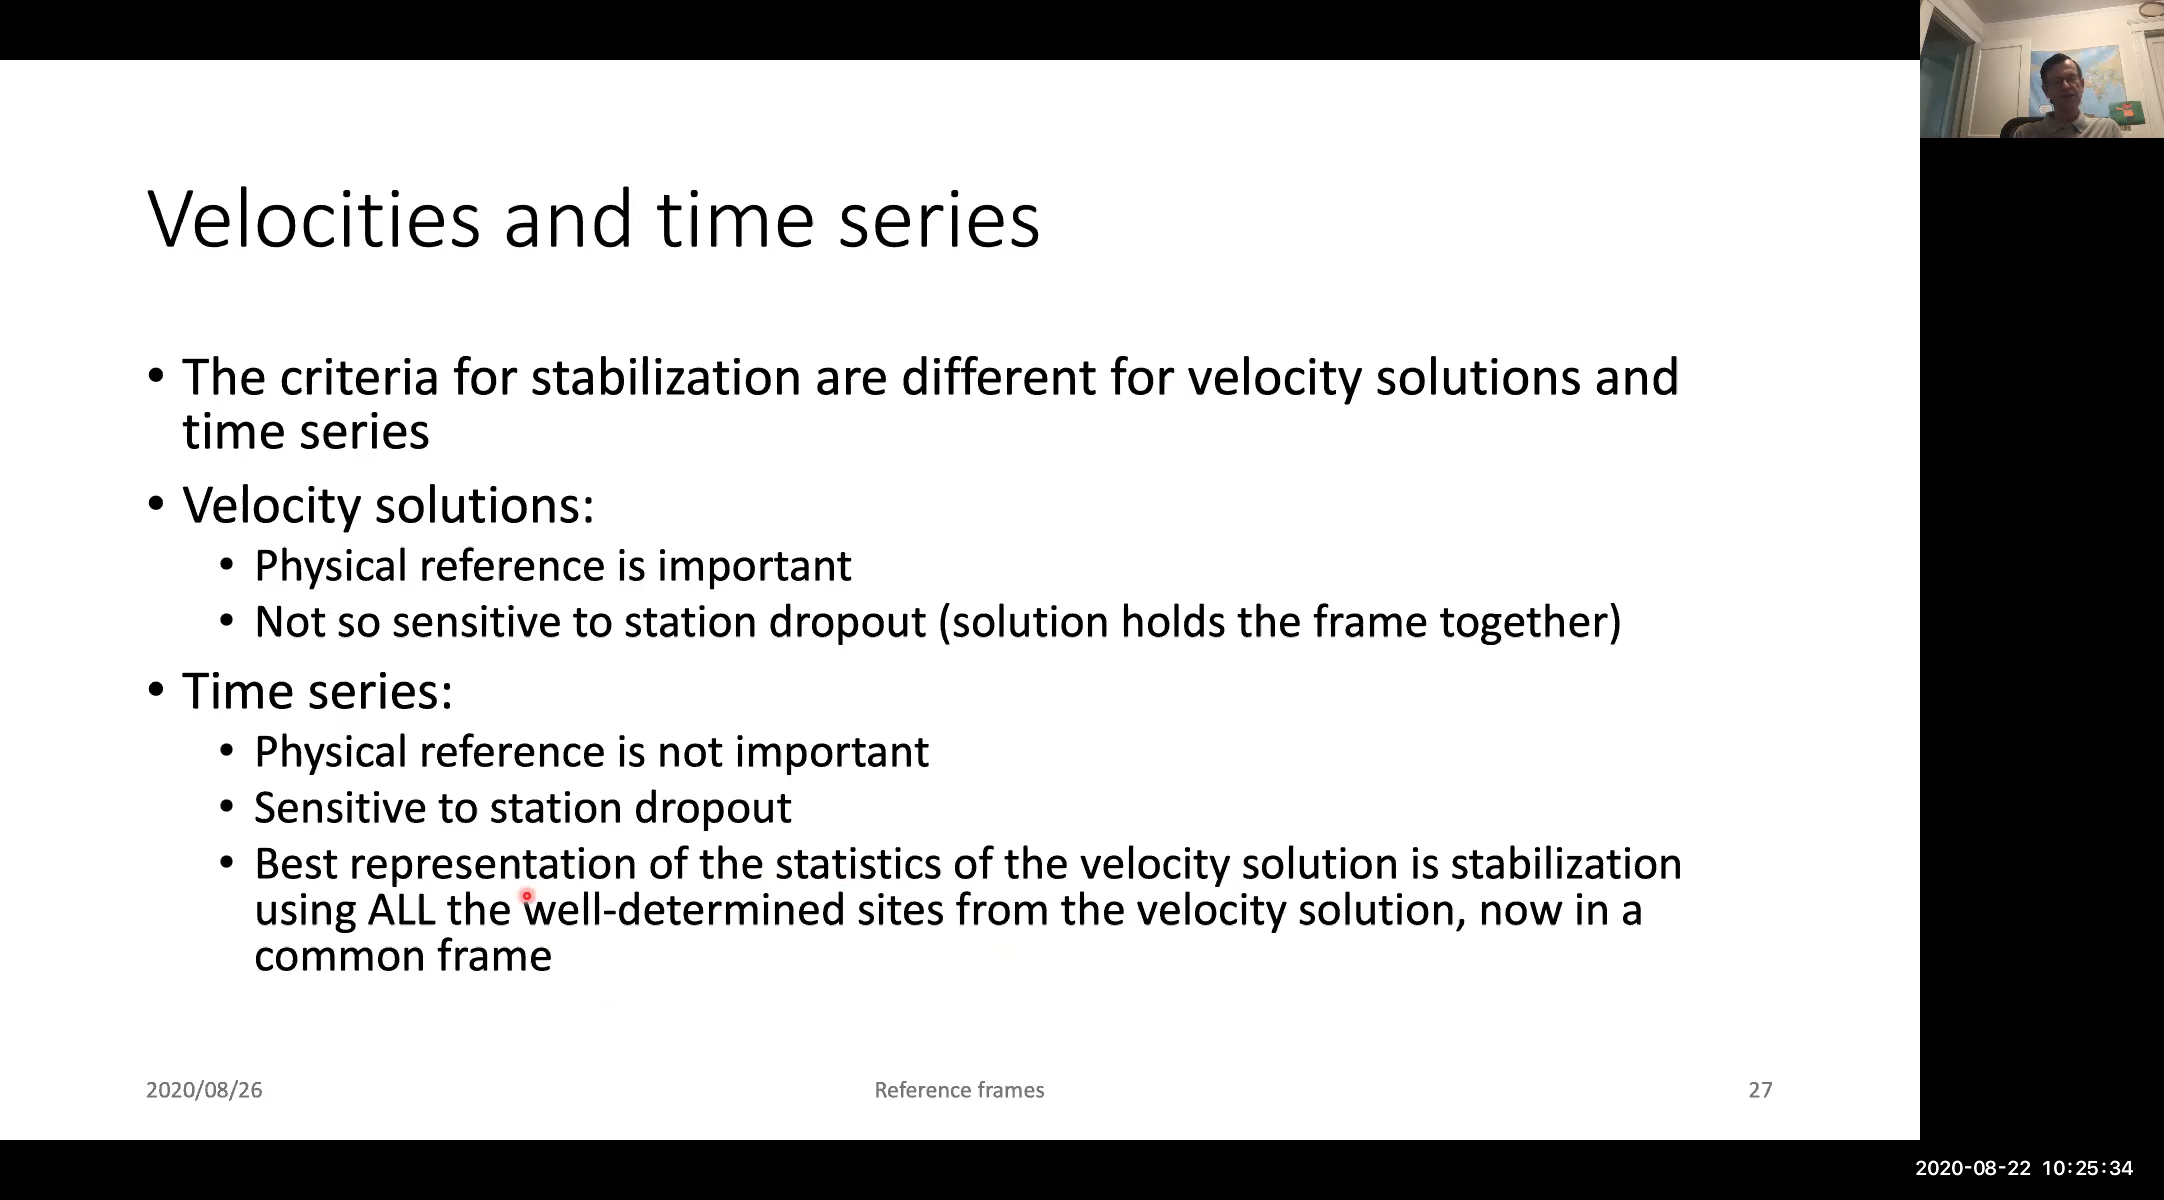 Velocities and time series
• The criteria for stabilization are different for velocity solutions and
time series
• Velocity solutions:
• Physical reference is important
• Not so sensitive to station dropout (solution holds the frame together)
• Time series:
• Physical reference is not important
• Sensitive to station dropout
• Best representation of the statistics of the velocity solution is stabilization
using ALL the well-determined sites from the velocity solution, now in a
common frame
2020/08/26
Reference frames
27
2020-08-22 10:25:34